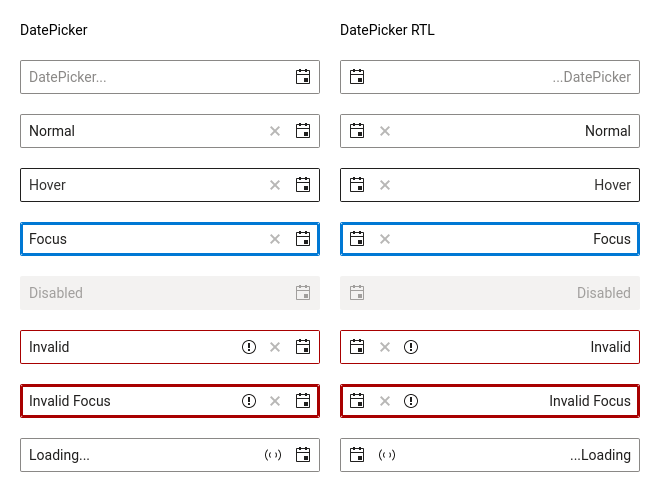 DatePicker
DatePicker RTL
DatePicker...
...DatePicker
Normal
Normal
Hover
Hover
Focus
Focus
Disabled
Disabled
Invalid
Invalid
Invalid Focus
Invalid Focus
Loading...
...Loading